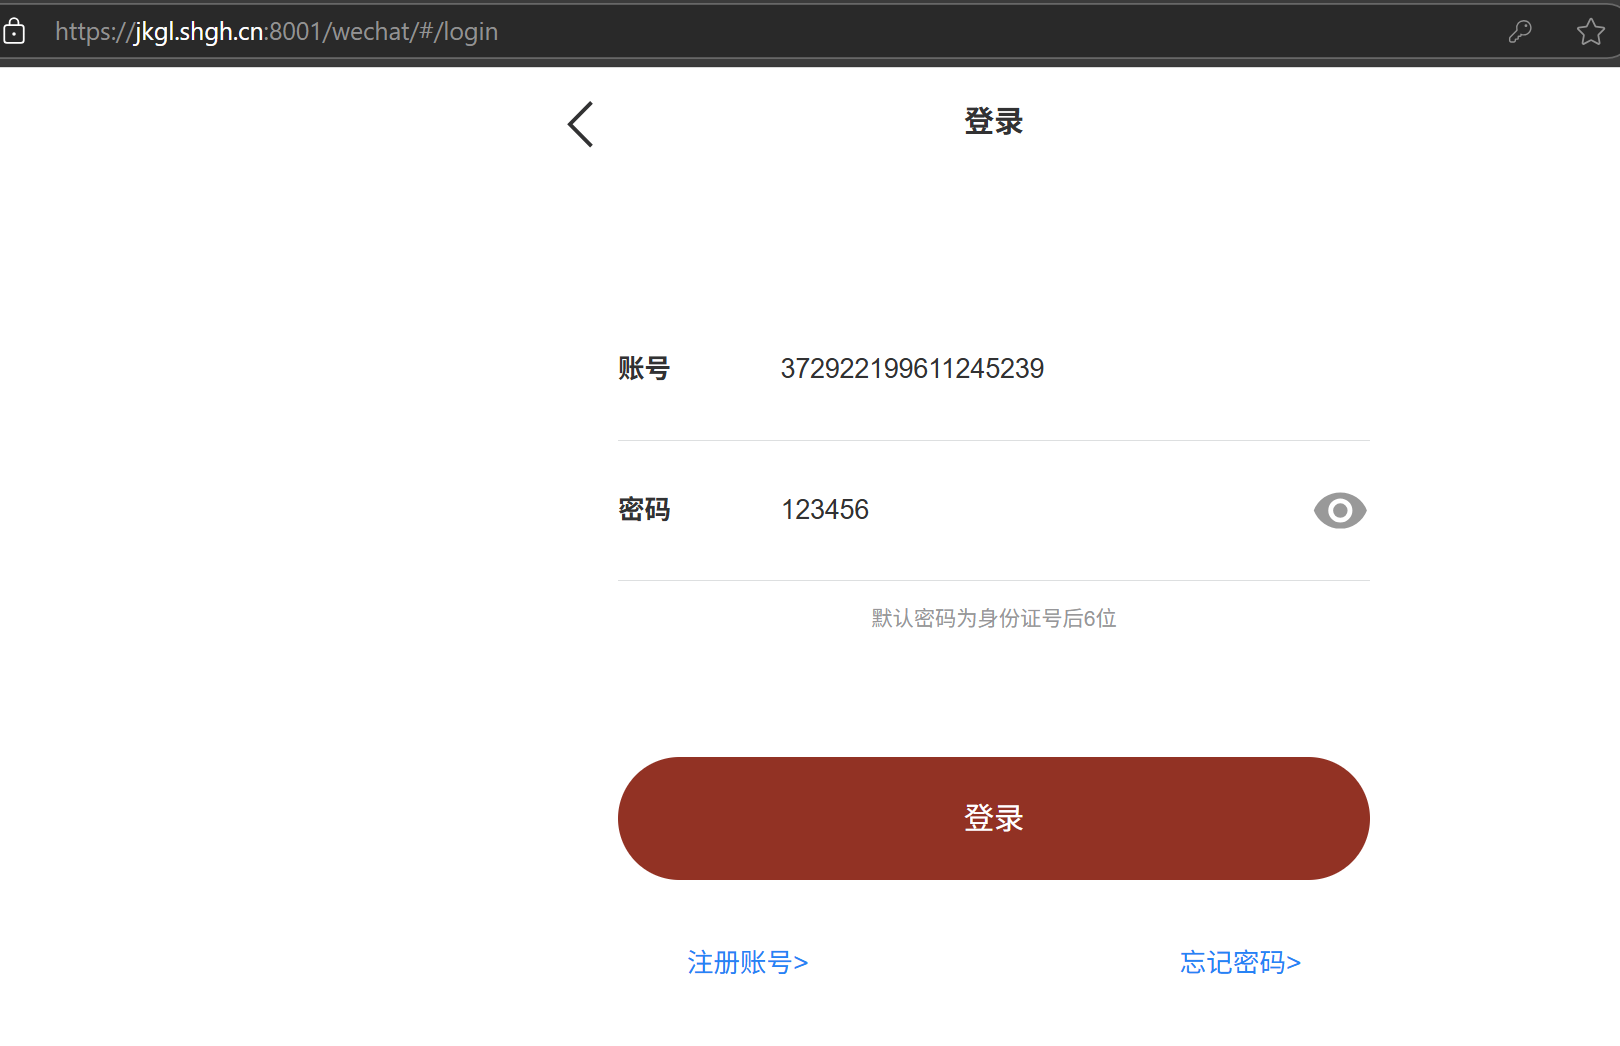 https://jkgl.shgh.cn:8001/wechat/#/login
登录
账号 372922199611245239
密码 123456
默认密码为身份证号后6位
登录
注册账号> 忘记密码>